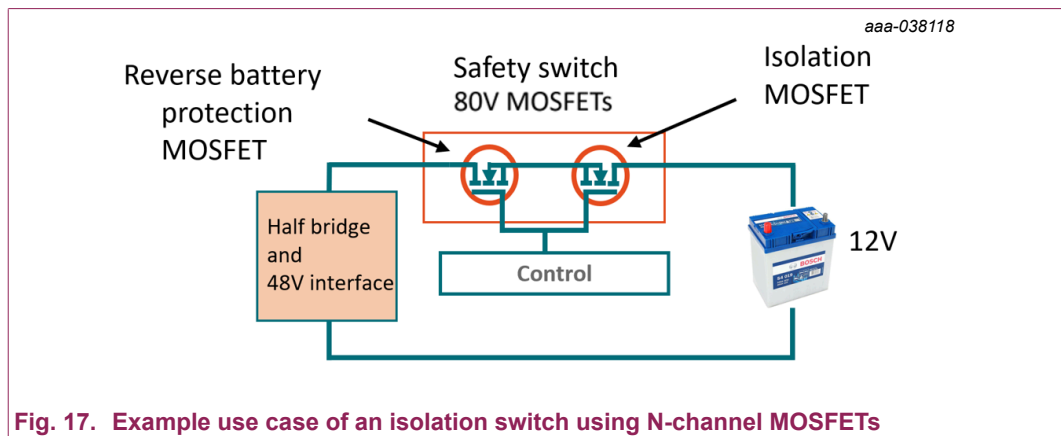 aaa-038118
Reverse battery
protection
MOSFET
Safety switch
80V MOSFETs
Isolation
MOSFET
Half bridge
and
48V interface
Control
BOSCH
12V
Fig. 17. Example use case of an isolation switch using N-channel MOSFETs